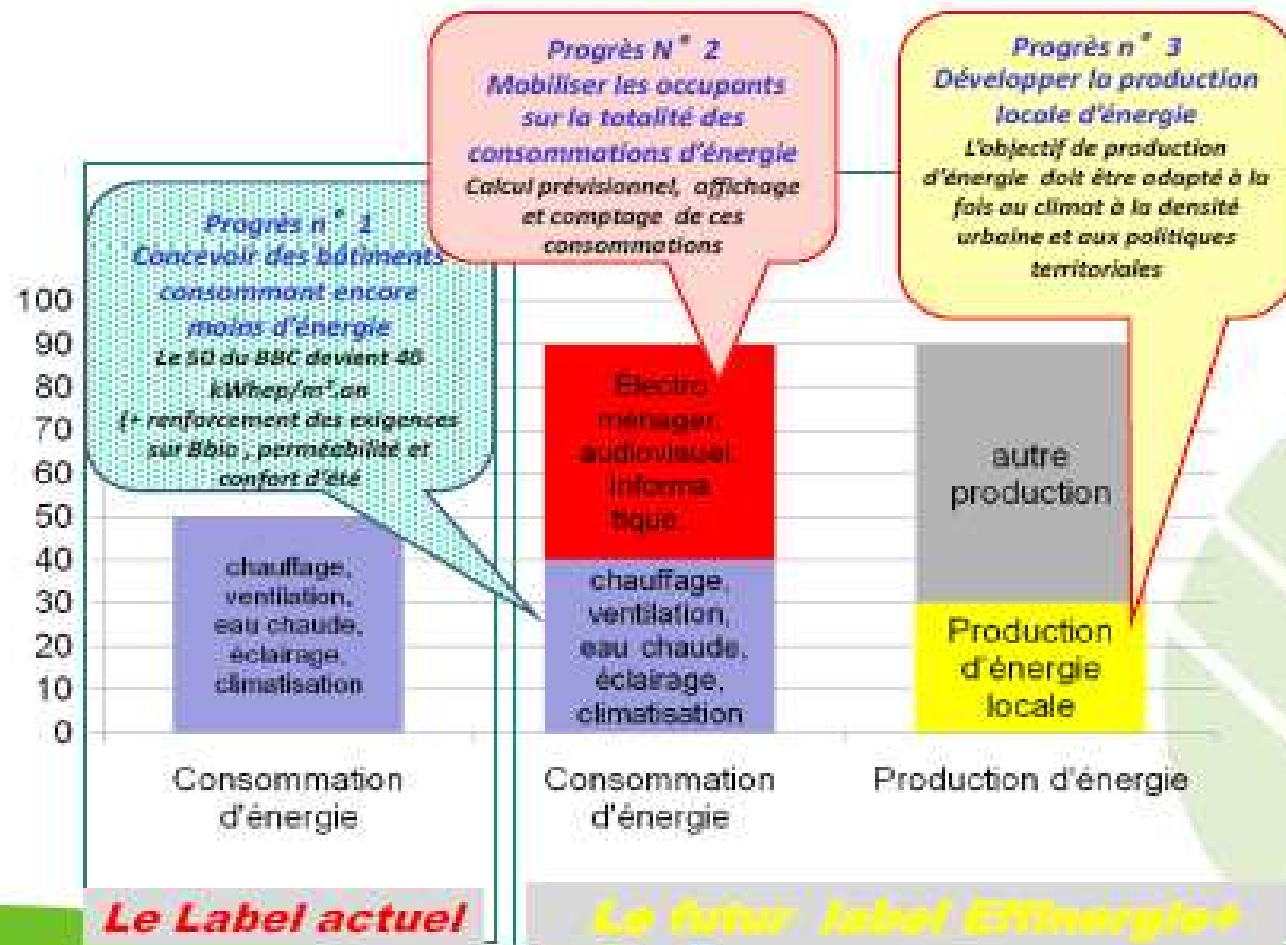 Progrès N° 2
Mobiliser les occupants
sur la totalité des
consommations d'énergie
Calcul prévisionnel, affichage
et comptage de ces
consommations
Progrès n° 3
Développer la production
locale d'énergie
L'objectif de production
d'énergie doit être adapté à la
fois au climat à la densité
urbaine et aux politiques
territoriales
Progrès n° 1
Concevoir des bâtiments
consommant encore
moins d'énergie
Le 50 du BBC devient 40
kWhep/m².an
(+ renforcement des exigences
sur Bbio, perméabilité et
confort d'été
100
90
80
70
60
50
40
30
20
10
0
chauffage,
ventilation,
eau chaude,
éclairage,
climatisation
Electro
ménager,
audiovisuel,
informa
tique
chauffage,
ventilation,
eau chaude,
éclairage,
climatisation
autre
production
Production
d'énergie
locale
Consommation
d'énergie
Consommation
d'énergie
Production d'énergie
Le Label actuel
Le futur label Effinergie+